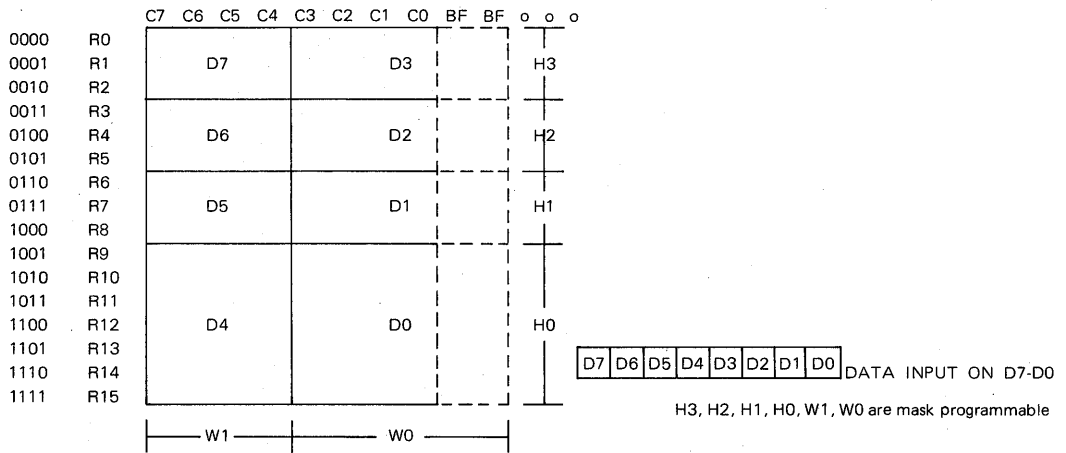 C7 C6 C5 C4 C3 C2 C1 C0 BF BF o o o
0000 R0
0001 R1 D7 D3 H3
0010 R2
0011 R3
0100 R4 D6 D2 H2
0101 R5
0110 R6
0111 R7 D5 D1 H1
1000 R8
1001 R9
1010 R10
1011 R11
1100 R12 D4 D0 H0
1101 R13
1110 R14
1111 R15
D7 D6 D5 D4 D3 D2 D1 D0 DATA INPUT ON D7-D0
H3, H2, H1, H0, W1, W0 are mask programmable
W1 W0